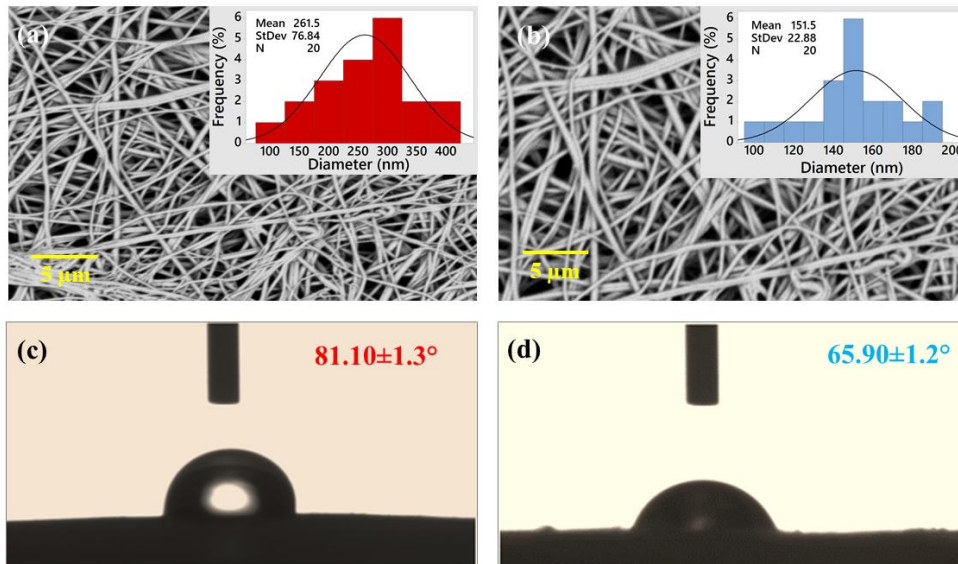 (a)
Mean 261.5
StDev 76.84
N 20
Frequency (%)
6
5
4
3
2
1
0
100 150 200 250 300 350 400
Diameter (nm)
5 µm
(b)
Mean 151.5
StDev 22.88
N 20
Frequency (%)
6
5
4
3
2
1
0
100 120 140 160 180 200
Diameter (nm)
5 µm
(c)
81.10±1.3°
(d)
65.90±1.2°